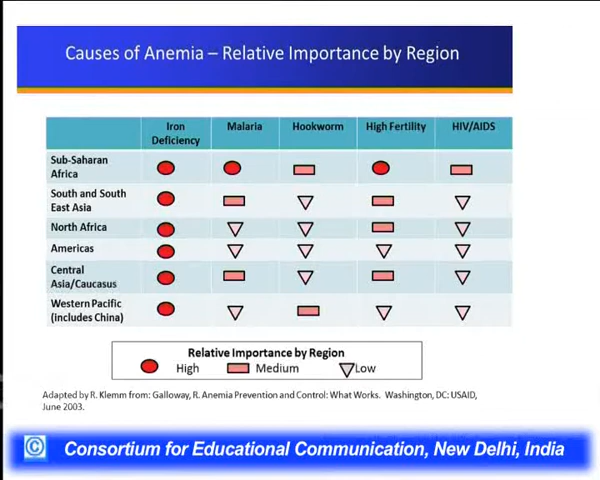 Causes of Anemia – Relative Importance by Region
Iron Deficiency Malaria Hookworm High Fertility HIV/AIDS
Sub-Saharan
Africa
South and South
East Asia
North Africa
Americas
Central
Asia/Caucasus
Western Pacific
(includes China)
Relative Importance by Region
High Medium Low
Adapted by R. Klemm from: Galloway, R. Anemia Prevention and Control: What Works. Washington, DC: USAID,
June 2003.
© Consortium for Educational Communication, New Delhi, India